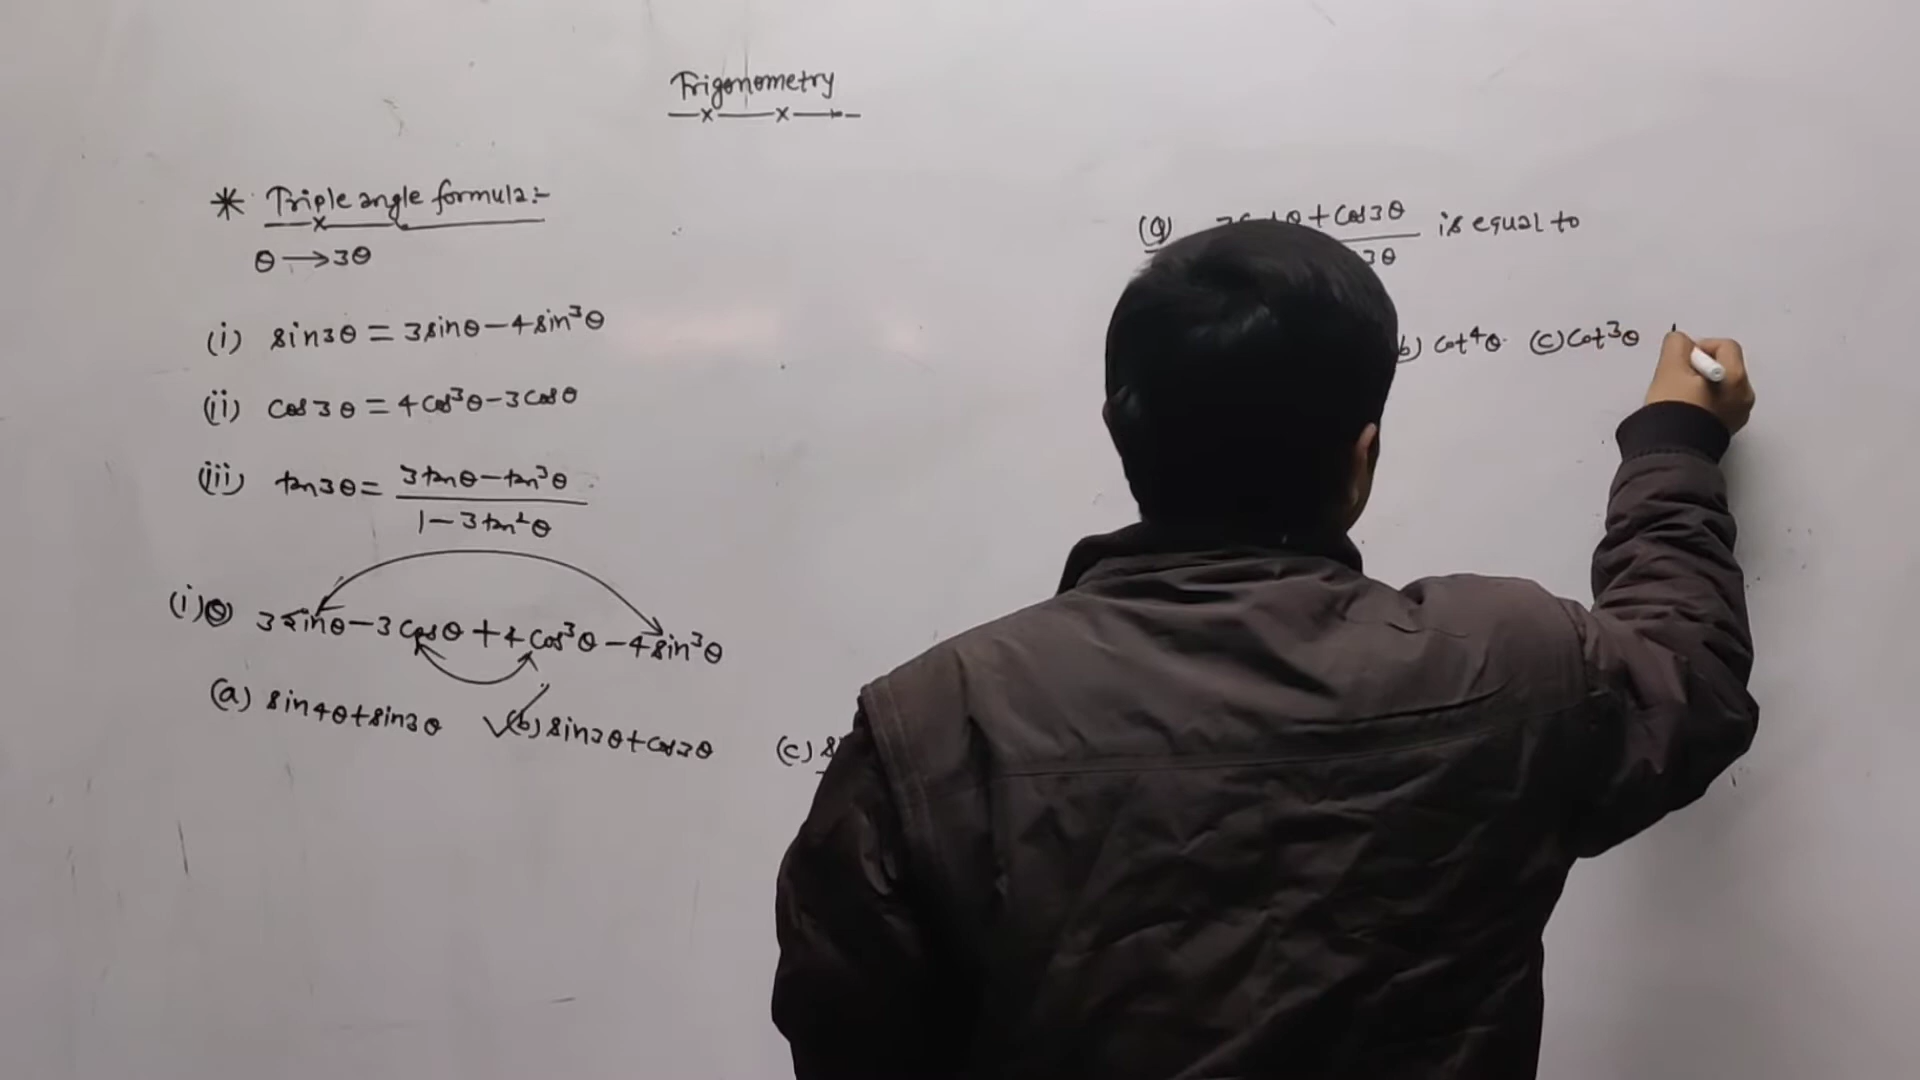 Trigonometry
* Triple angle formula:-
θ → 3θ
(i) sin3θ = 3sinθ - 4sin³θ
(ii) cos3θ = 4cos³θ - 3cosθ
(iii) tan3θ = 3tanθ - tan³θ / 1 - 3tan²θ
(i) Q) 3sinθ - 3cosθ + 4cos³θ - 4sin³θ
(a) sin4θ + sin3θ ✓(b) sin3θ + cos3θ (c)
(Q) θ + cos3θ is equal to
3θ
b) cot⁴θ (c) cot³θ